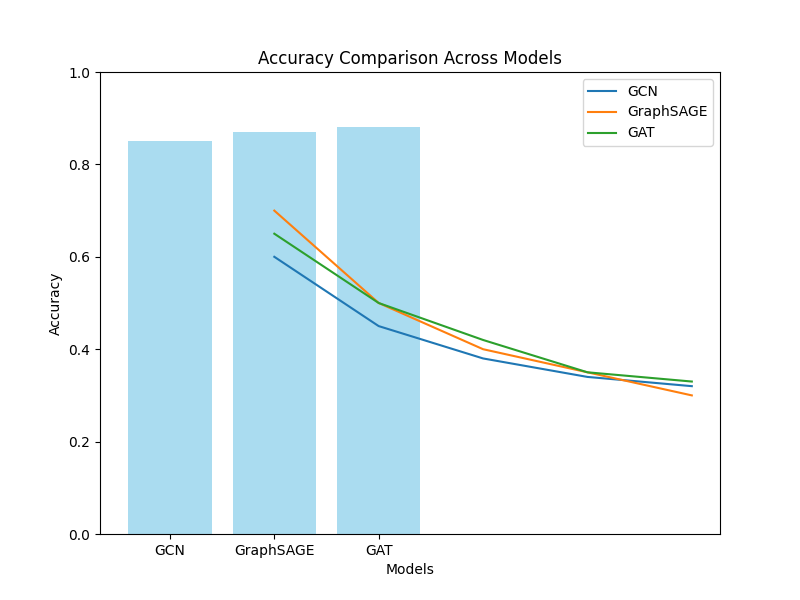 Accuracy Comparison Across Models
1.0
0.8
0.6
0.4
0.2
0.0
Accuracy
GCN
GraphSAGE
GAT
GCN GraphSAGE GAT
Models